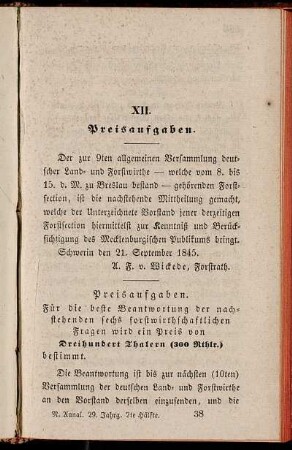 XII.
Preisaufgaben.
Der zur 9ten allgemeinen Versammlung deut-
scher Land- und Forstwirthe — welche vom 8. bis
15. d. M. zu Breslau bestand — gehörenden Forst-
section, ist die nachstehende Mittheilung gemacht,
welche der Unterzeichnete Vorstand jener derzeitigen
Forstsection hiermittelst zur Kenntniß und Berück-
sichtigung des Mecklenburgischen Publikums bringt.
Schwerin den 21. September 1845.
A. F. v. Wickede, Forstrath.
Preisaufgaben.
Für die beste Beantwortung der nach-
stehenden sechs forstwirthschaftlichen
Fragen wird ein Preis von
Dreihundert Thalern (300 Rthlr.)
bestimmt.
Die Beantwortung ist bis zur nächsten (10ten)
Versammlung der deutschen Land- und Forstwirthe
an den Vorstand derselben einzusenden, und die
N. Annal. 29. Jahrg. 2te Hälfte. 38